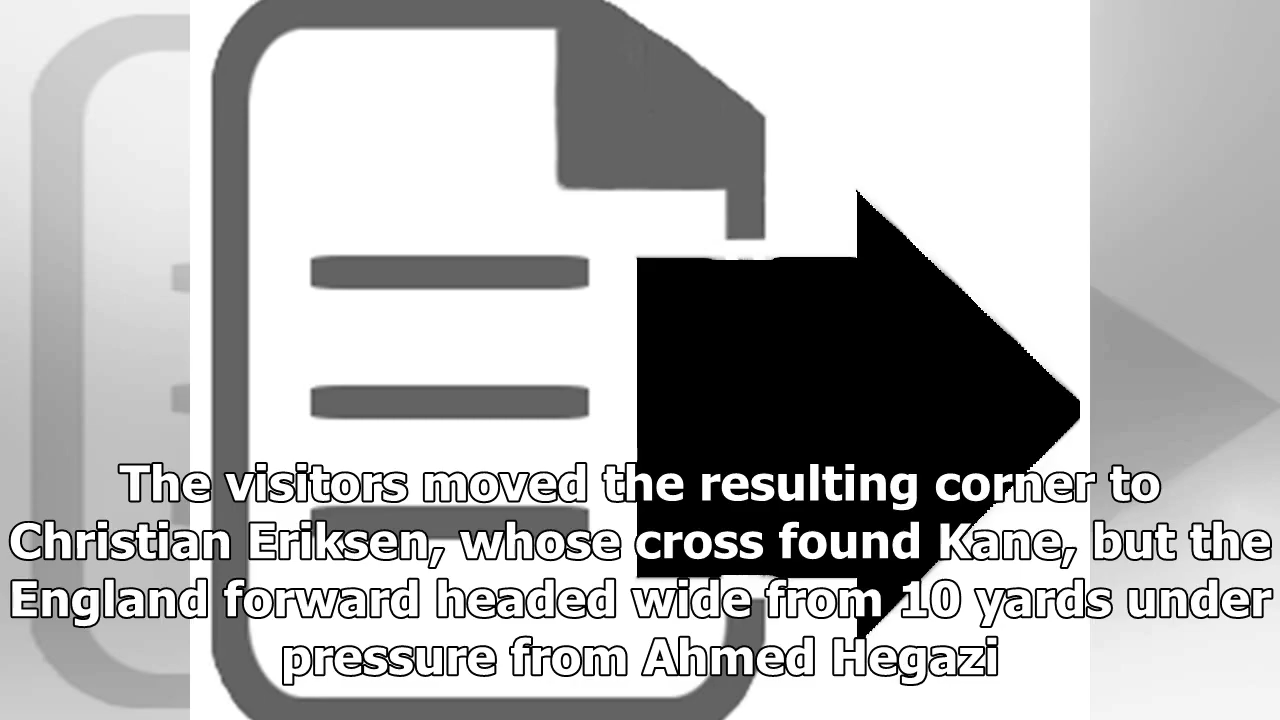 The visitors moved the resulting corner to
Christian Eriksen, whose cross found Kane, but the
England forward headed wide from 10 yards under
pressure from Ahmed Hegazi